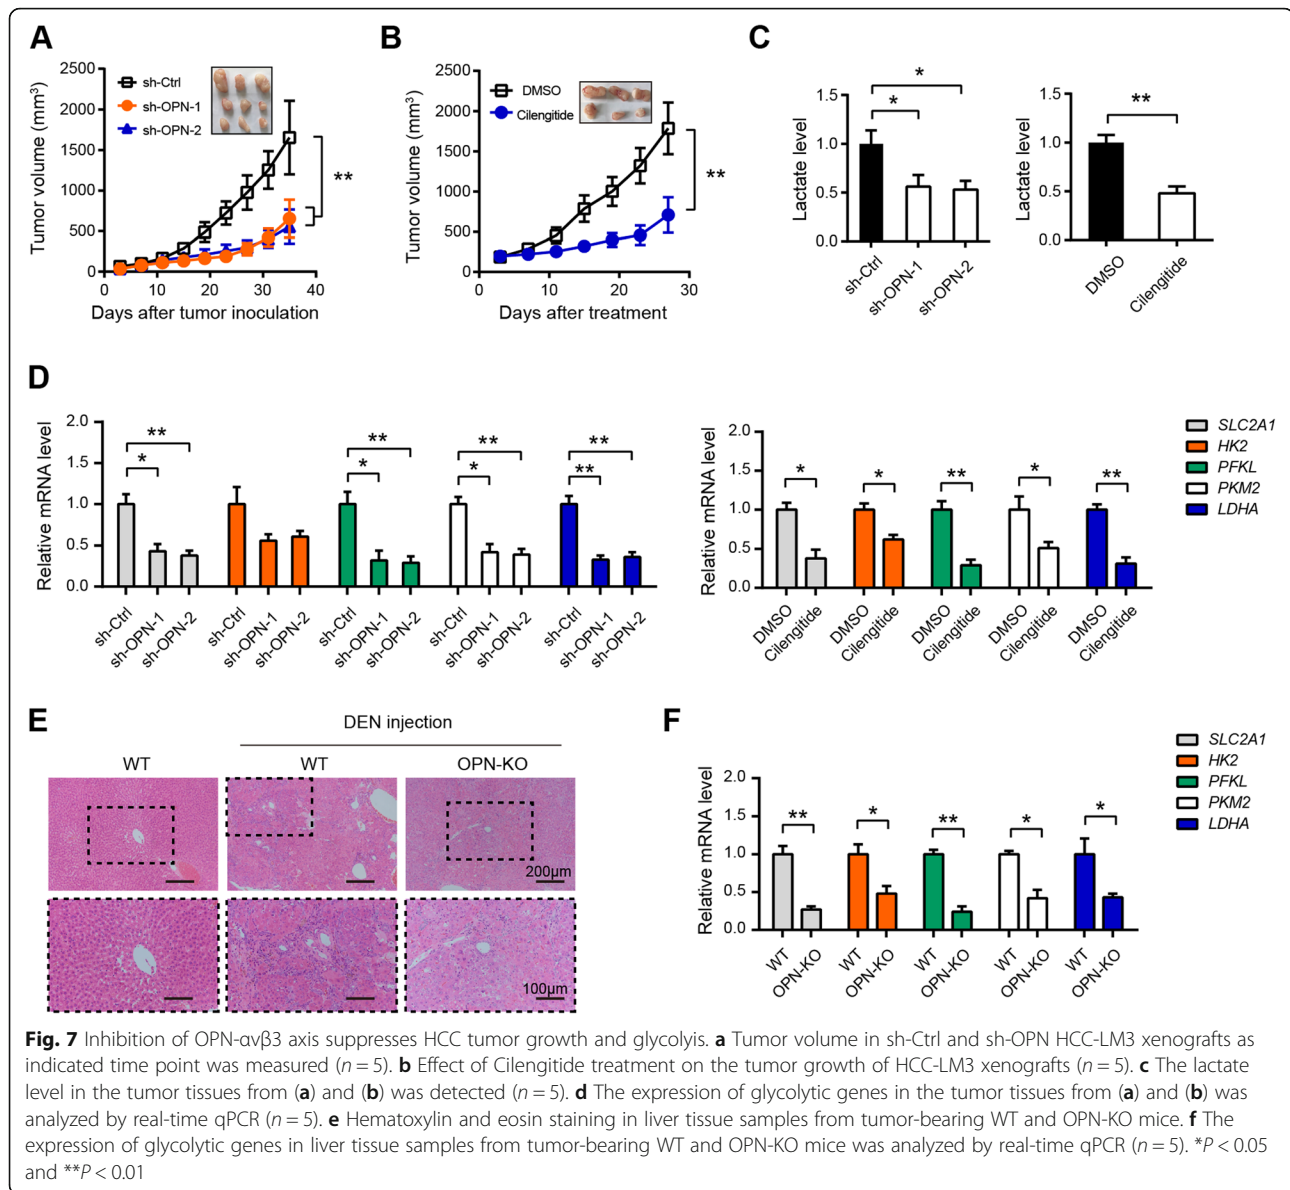 A
2500
2000
1500
1000
500
0
0 10 20 30 40
Tumor volume (mm³)
Days after tumor inoculation
sh-Ctrl
sh-OPN-1
sh-OPN-2
**
B
2500
2000
1500
1000
500
0
0 10 20 30
Tumor volume (mm³)
Days after treatment
DMSO
Cilengitide
**
C
Lactate level
1.5
1.0
0.5
0.0
*
*
sh-Ctrl
sh-OPN-1
sh-OPN-2
Lactate level
1.5
1.0
0.5
0.0
**
DMSO
Cilengitide
D
Relative mRNA level
2.0
1.5
1.0
0.5
0.0
** ** ** **
* * * **
sh-Ctrl sh-OPN-1 sh-OPN-2 sh-Ctrl sh-OPN-1 sh-OPN-2 sh-Ctrl sh-OPN-1 sh-OPN-2 sh-Ctrl sh-OPN-1 sh-OPN-2 sh-Ctrl sh-OPN-1 sh-OPN-2
Relative mRNA level
2.0
1.5
1.0
0.5
0.0
* * ** * **
DMSO Cilengitide DMSO Cilengitide DMSO Cilengitide DMSO Cilengitide DMSO Cilengitide
SLC2A1
HK2
PFKL
PKM2
LDHA
E
DEN injection
WT WT OPN-KO
200μm
100μm
F
Relative mRNA level
2.0
1.5
1.0
0.5
0.0
** * ** * *
WT OPN-KO WT OPN-KO WT OPN-KO WT OPN-KO WT OPN-KO
SLC2A1
HK2
PFKL
PKM2
LDHA
Fig. 7 Inhibition of OPN-αvβ3 axis suppresses HCC tumor growth and glycolyis. a Tumor volume in sh-Ctrl and sh-OPN HCC-LM3 xenografts as
indicated time point was measured (n = 5). b Effect of Cilengitide treatment on the tumor growth of HCC-LM3 xenografts (n = 5). c The lactate
level in the tumor tissues from (a) and (b) was detected (n = 5). d The expression of glycolytic genes in the tumor tissues from (a) and (b) was
analyzed by real-time qPCR (n = 5). e Hematoxylin and eosin staining in liver tissue samples from tumor-bearing WT and OPN-KO mice. f The
expression of glycolytic genes in liver tissue samples from tumor-bearing WT and OPN-KO mice was analyzed by real-time qPCR (n = 5). *P < 0.05
and **P < 0.01